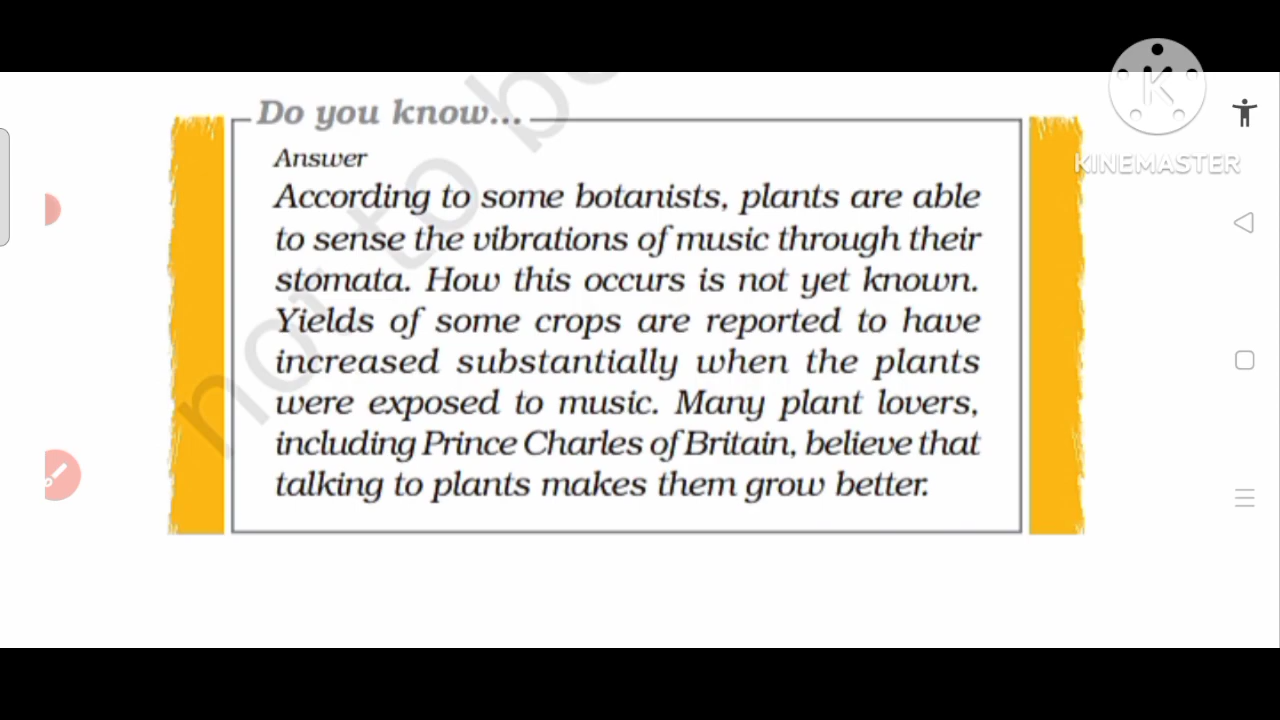 KINEMASTER
Do you know...
Answer
According to some botanists, plants are able
to sense the vibrations of music through their
stomata. How this occurs is not yet known.
Yields of some crops are reported to have
increased substantially when the plants
were exposed to music. Many plant lovers,
including Prince Charles of Britain, believe that
talking to plants makes them grow better.
not to be